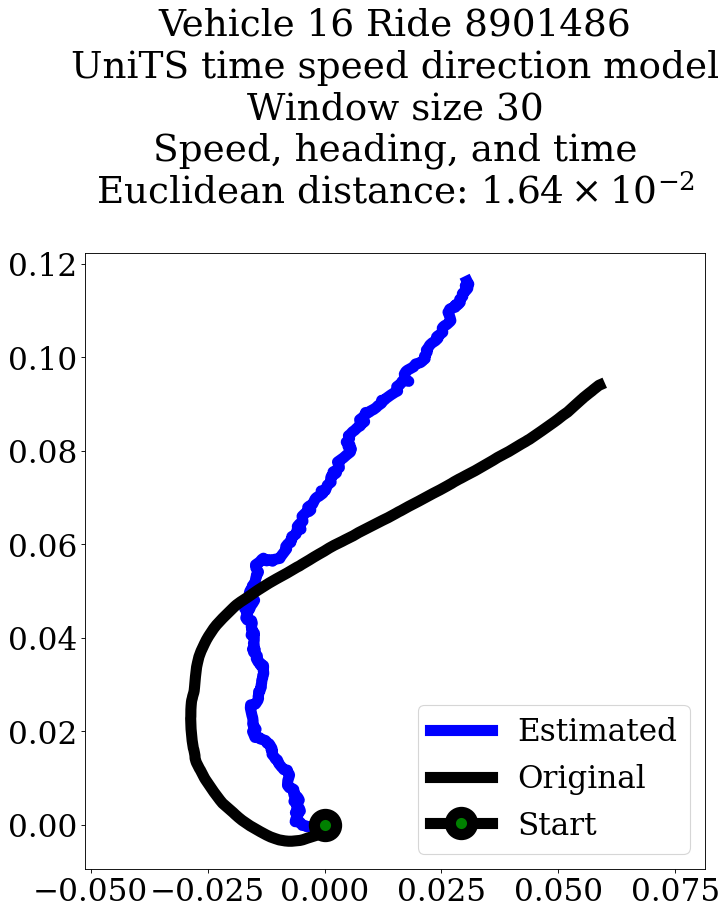 Vehicle 16 Ride 8901486
UniTS time speed direction model
Window size 30
Speed, heading, and time
Euclidean distance: 1.64 × 10⁻²
0.12
0.10
0.08
0.06
0.04
0.02
0.00
Estimated
Original
Start
−0.050 −0.025 0.000 0.025 0.050 0.075